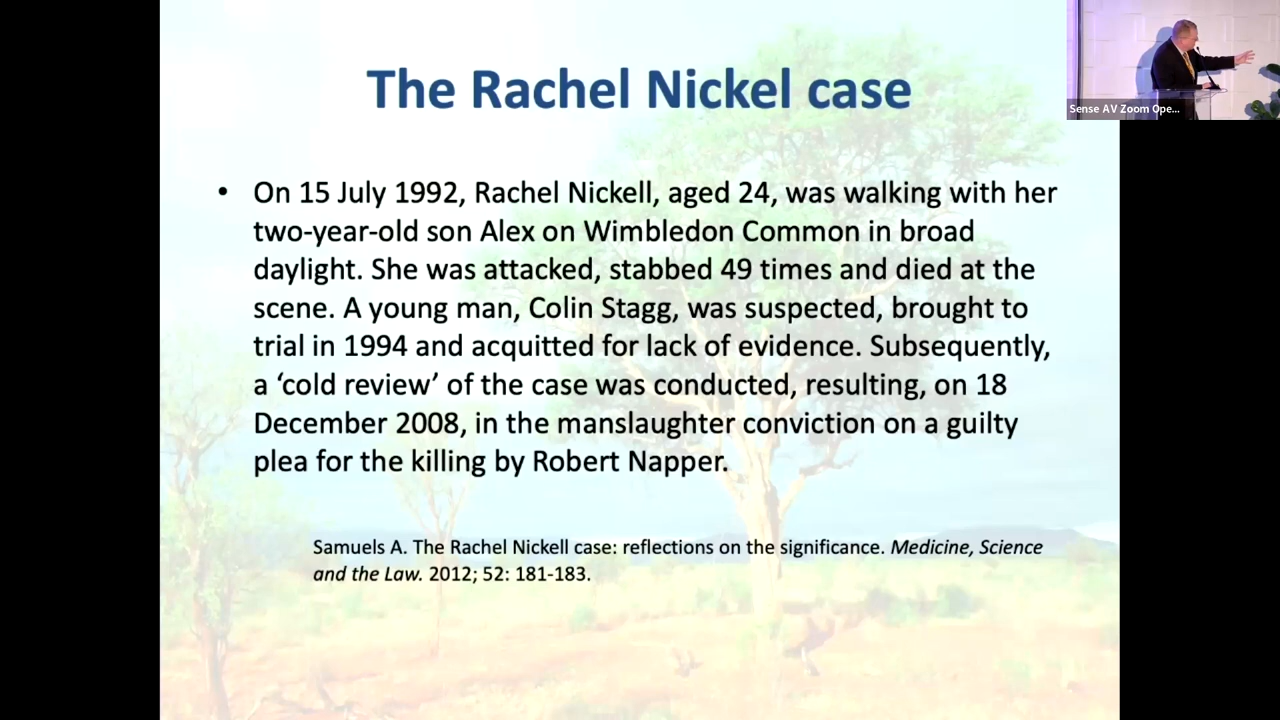 The Rachel Nickel case
• On 15 July 1992, Rachel Nickell, aged 24, was walking with her
two-year-old son Alex on Wimbledon Common in broad
daylight. She was attacked, stabbed 49 times and died at the
scene. A young man, Colin Stagg, was suspected, brought to
trial in 1994 and acquitted for lack of evidence. Subsequently,
a ‘cold review’ of the case was conducted, resulting, on 18
December 2008, in the manslaughter conviction on a guilty
plea for the killing by Robert Napper.
Samuels A. The Rachel Nickell case: reflections on the significance. Medicine, Science
and the Law. 2012; 52: 181-183.
Sense AV Zoom Ope...